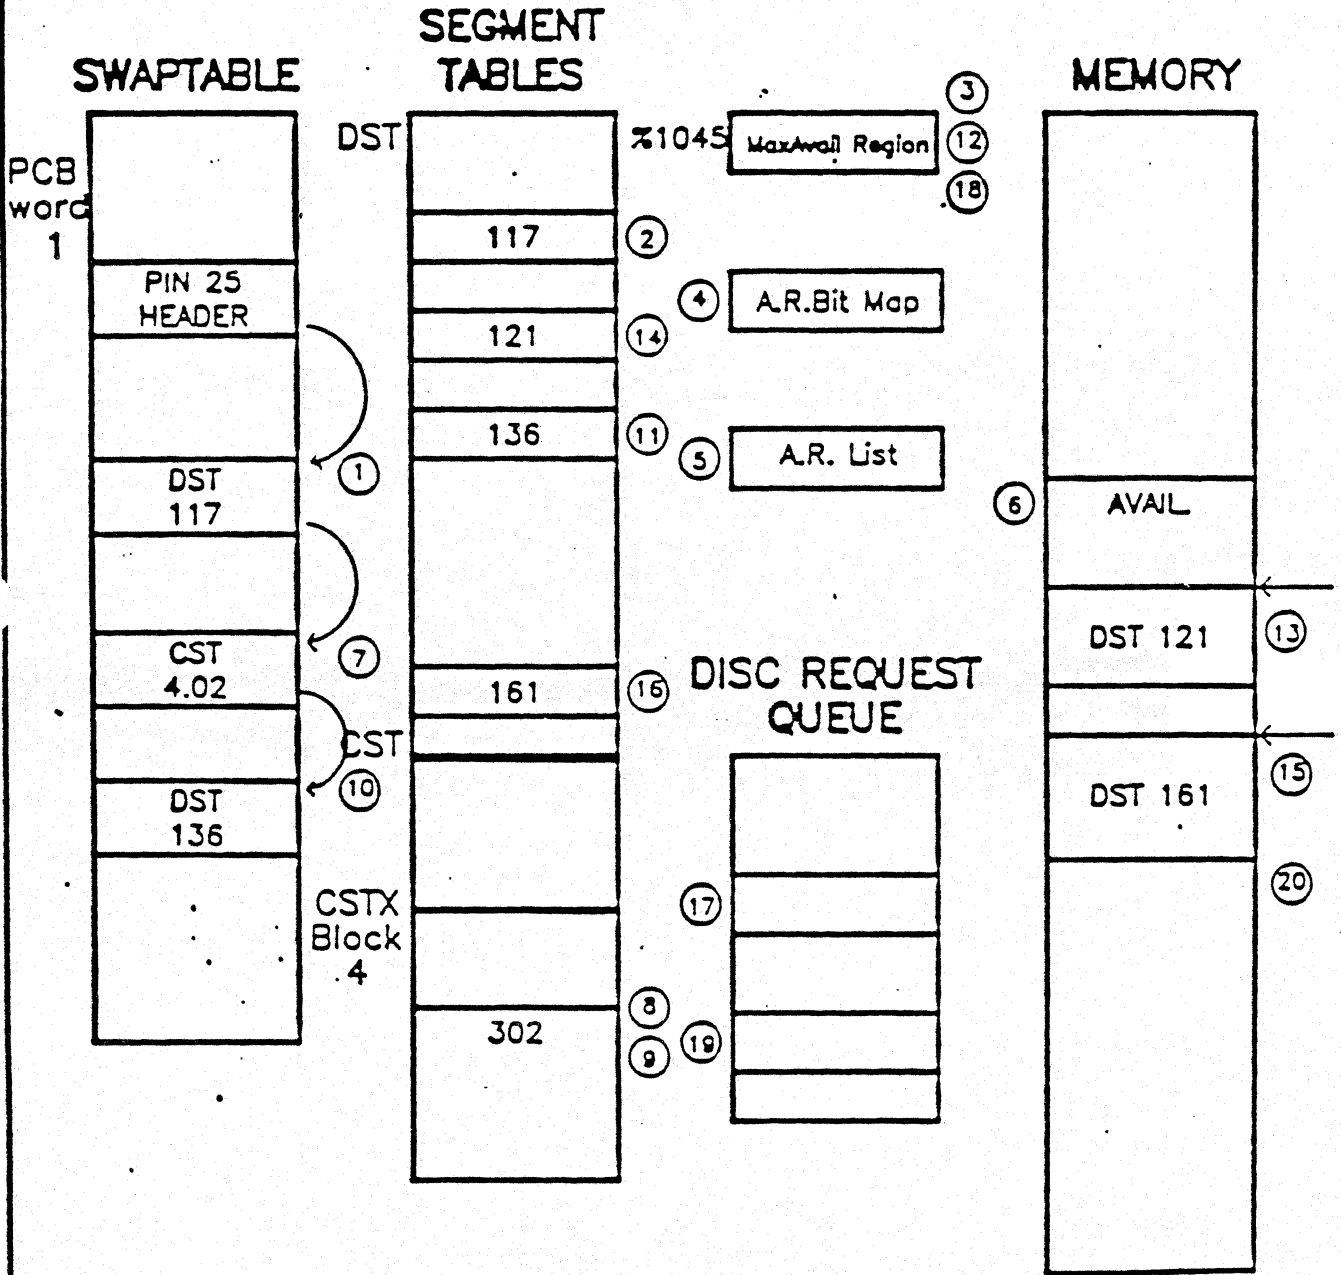 SWAPTABLE
PCB
word
1
PIN 25
HEADER
1
DST
117
7
CST
4.02
10
DST
136
SEGMENT
TABLES
DST
117
2
121
14
136
11
161
16
CST
CSTX
Block
4
8
302
9
%1045
MaxAvail Region
3
12
18
4
A.R.Bit Map
5
A.R. List
DISC REQUEST
QUEUE
17
19
MEMORY
6
AVAIL
DST 121
13
DST 161
15
20